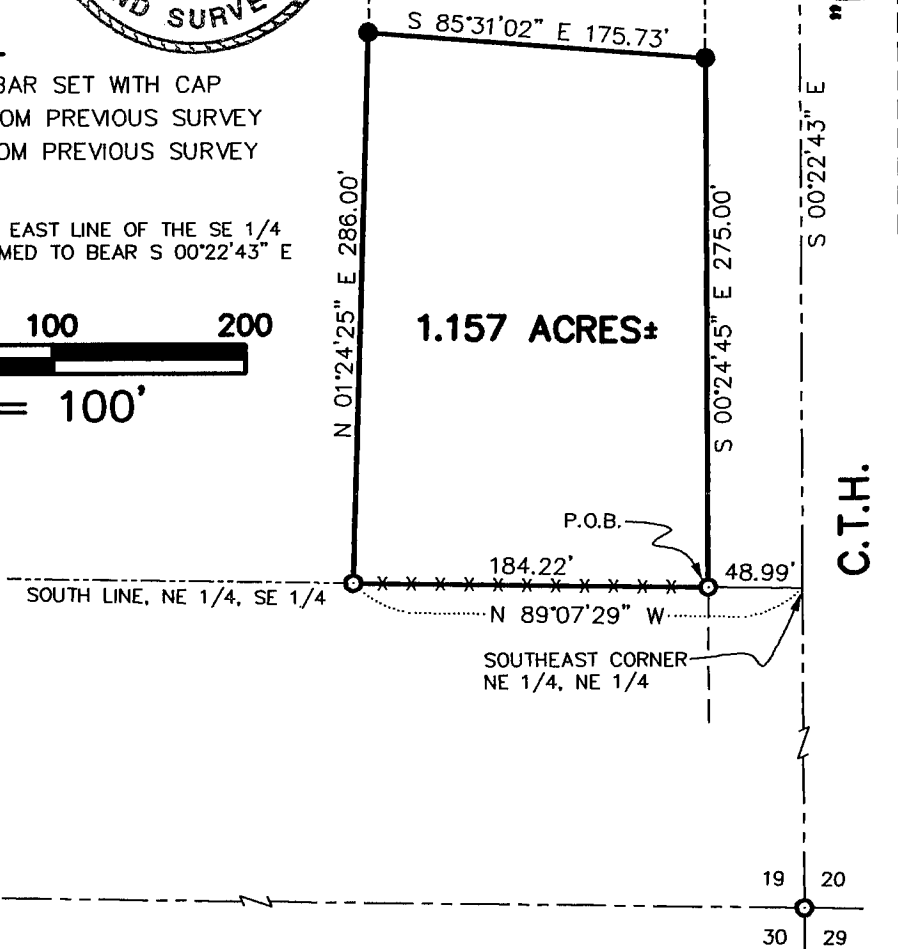 SURVE
S 85°31'02" E 175.73'
BAR SET WITH CAP
OM PREVIOUS SURVEY
OM PREVIOUS SURVEY
S 00°22'43" E
EAST LINE OF THE SE 1/4
MED TO BEAR S 00°22'43" E
N 01°24'25" E 286.00'
S 00°24'45" E 275.00'
100 200
= 100'
1.157 ACRES±
C.T.H.
P.O.B.
184.22'
48.99'
SOUTH LINE, NE 1/4, SE 1/4
N 89°07'29" W
SOUTHEAST CORNER
NE 1/4, NE 1/4
19 20
30 29